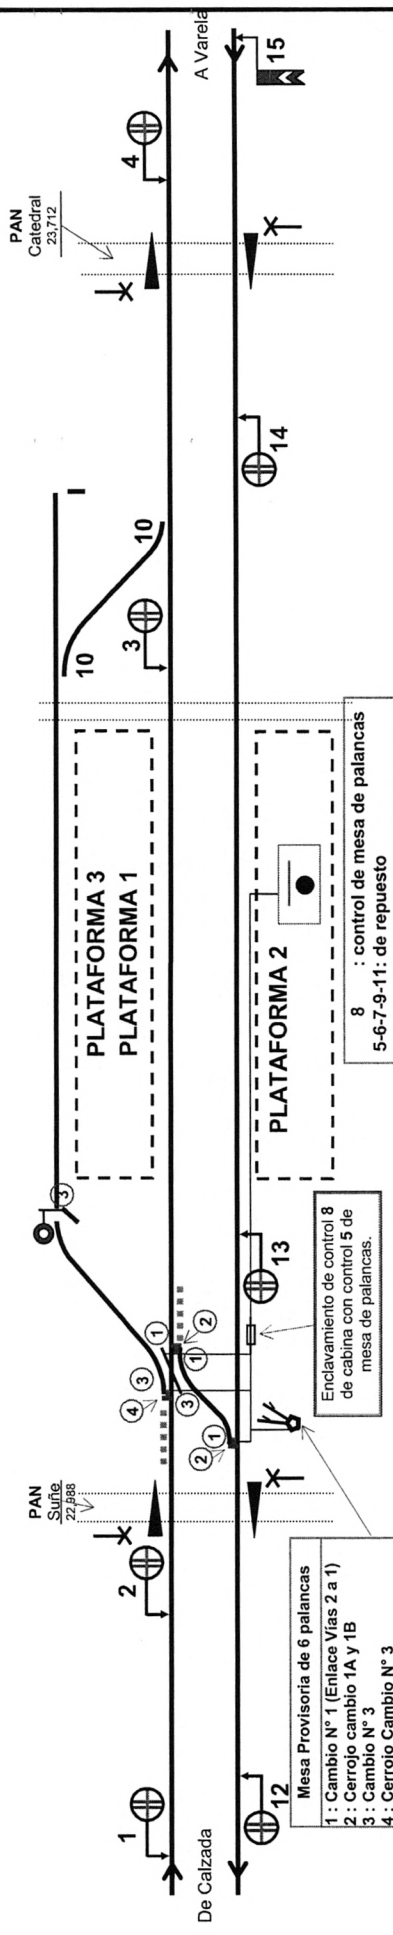 De Calzada
A Varela
1
2
3
4
PAN
Suñe
22,988
PAN
Catedral
23,712
3
3
4
1
3
1
2
1
2
10
10
PLATAFORMA 3
PLATAFORMA 1
PLATAFORMA 2
12
13
14
15
Mesa Provisoria de 6 palancas
1 : Cambio N° 1 (Enlace Vías 2 a 1)
2 : Cerrojo cambio 1A y 1B
3 : Cambio N° 3
4 : Cerrojo Cambio N° 3
Enclavamiento de control 8
de cabina con control 5 de
mesa de palancas.
8 : control de mesa de palancas
5-6-7-9-11: de repuesto